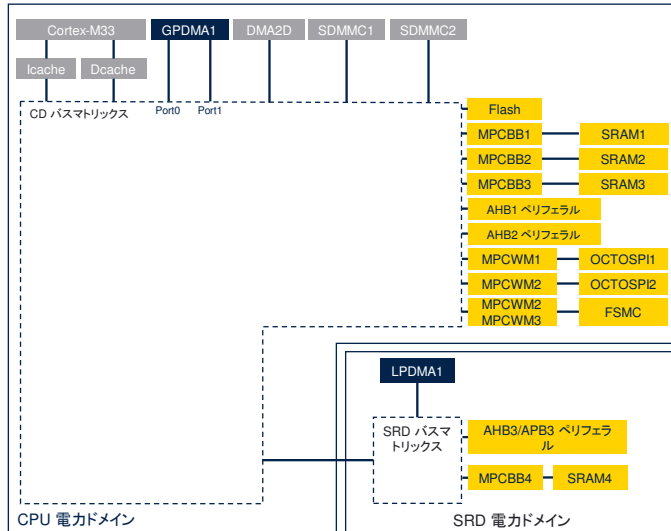 Cortex-M33
GPDMA1
DMA2D
SDMMC1
SDMMC2
Icache
Dcache
CD バスマトリックス
Port0
Port1
Flash
MPCBB1
SRAM1
MPCBB2
SRAM2
MPCBB3
SRAM3
AHB1 ペリフェラル
AHB2 ペリフェラル
MPCWM1
OCTOSPI1
MPCWM2
OCTOSPI2
MPCWM2
MPCWM3
FSMC
LPDMA1
SRD バスマ
トリックス
AHB3/APB3 ペリフェラ
ル
MPCBB4
SRAM4
CPU 電力ドメイン
SRD 電力ドメイン